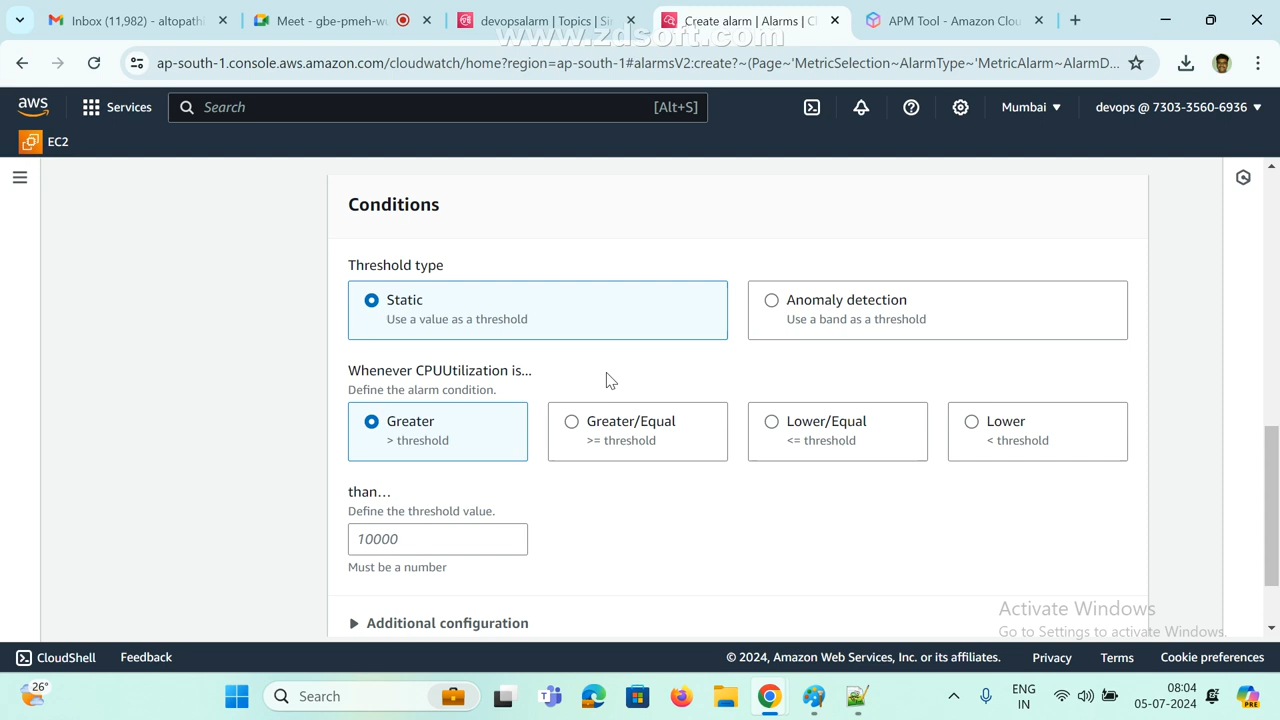 Inbox (11,982) - altopathi
Meet - gbe-pmeh-wu
devopsalarm | Topics | Sim
Create alarm | Alarms | Cl
APM Tool - Amazon Clou
www.zdsoft.com
ap-south-1.console.aws.amazon.com/cloudwatch/home?region=ap-south-1#alarmsV2:create?~(Page~'MetricSelection~AlarmType~'MetricAlarm~AlarmD...
aws
Services
Search
[Alt+S]
Mumbai
devops @ 7303-3560-6936
EC2
Conditions
Threshold type
Static
Use a value as a threshold
Anomaly detection
Use a band as a threshold
Whenever CPUUtilization is...
Define the alarm condition.
Greater
> threshold
Greater/Equal
>= threshold
Lower/Equal
<= threshold
Lower
< threshold
than…
Define the threshold value.
10000
Must be a number
Additional configuration
Activate Windows
Go to Settings to activate Windows.
CloudShell
Feedback
© 2024, Amazon Web Services, Inc. or its affiliates.
Privacy
Terms
Cookie preferences
26°
Search
ENG
IN
08:04
05-07-2024
PRE